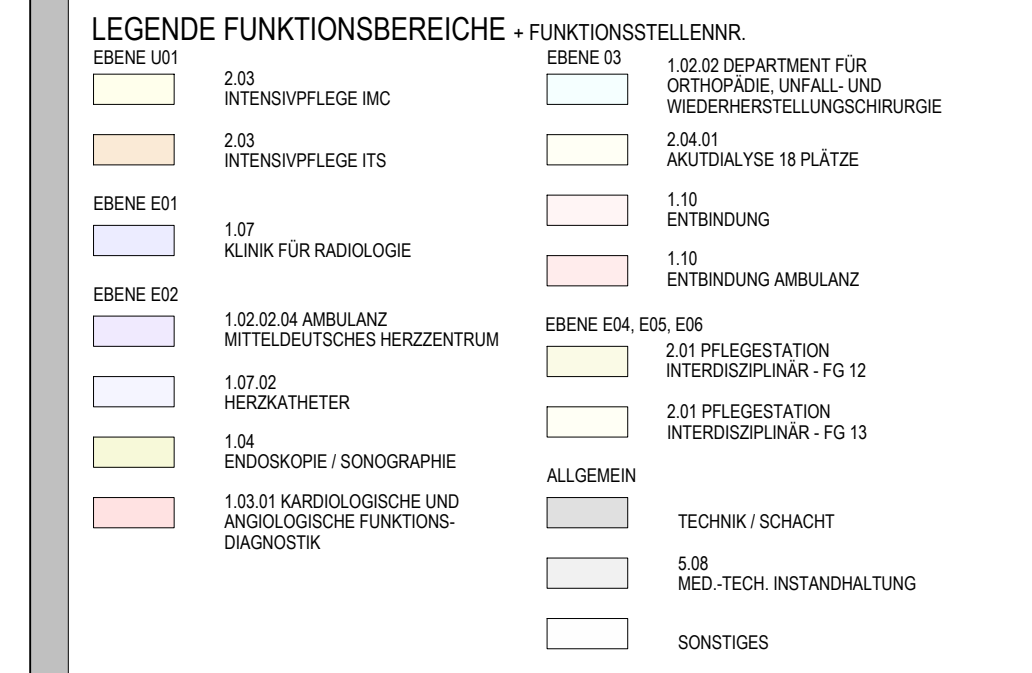 LEGENDE FUNKTIONSBEREICHE + FUNKTIONSSTELLENNR.
EBENE U01
2.03
INTENSIVPFLEGE IMC
2.03
INTENSIVPFLEGE ITS
EBENE E01
1.07
KLINIK FÜR RADIOLOGIE
EBENE E02
1.02.02.04 AMBULANZ
MITTELDEUTSCHES HERZZENTRUM
1.07.02
HERZKATHETER
1.04
ENDOSKOPIE / SONOGRAPHIE
1.03.01 KARDIOLOGISCHE UND
ANGIOLOGISCHE FUNKTIONS-
DIAGNOSTIK
EBENE 03
1.02.02 DEPARTMENT FÜR
ORTHOPÄDIE, UNFALL- UND
WIEDERHERSTELLUNGSCHIRURGIE
2.04.01
AKUTDIALYSE 18 PLÄTZE
1.10
ENTBINDUNG
1.10
ENTBINDUNG AMBULANZ
EBENE E04, E05, E06
2.01 PFLEGESTATION
INTERDISZIPLINÄR - FG 12
2.01 PFLEGESTATION
INTERDISZIPLINÄR - FG 13
ALLGEMEIN
TECHNIK / SCHACHT
5.08
MED.-TECH. INSTANDHALTUNG
SONSTIGES